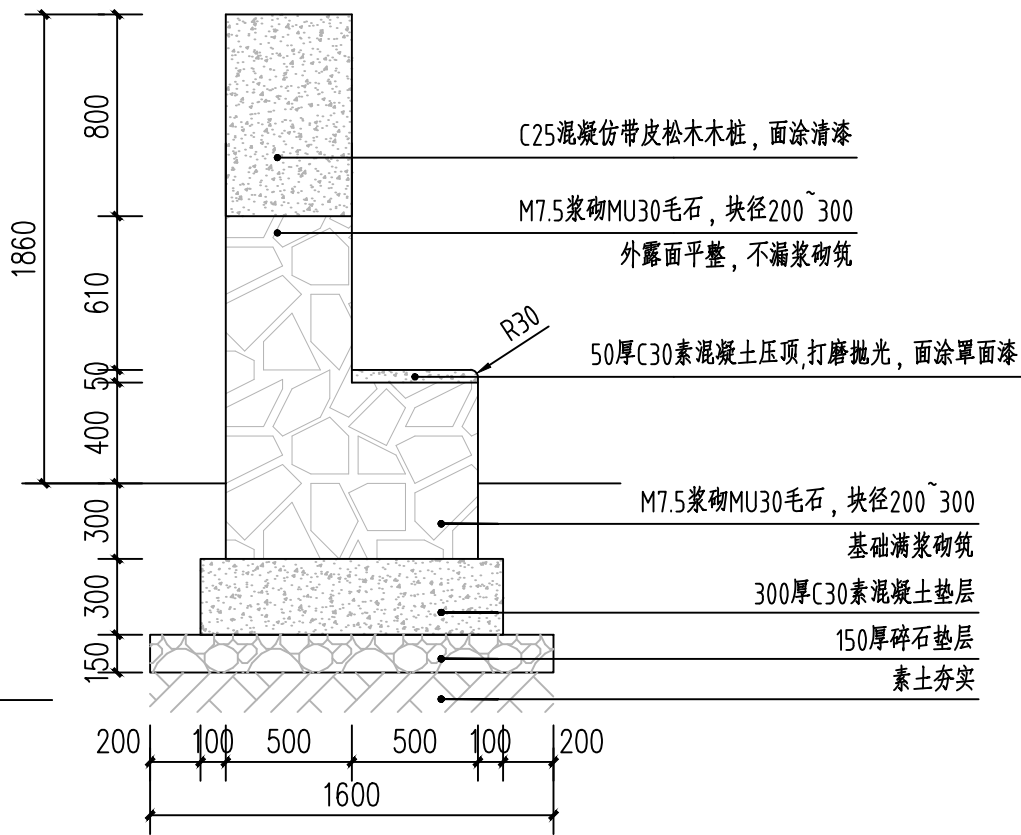 800
C25混凝仿带皮松木木桩，面涂清漆
M7.5浆砌MU30毛石，块径200~300
外露面平整，不漏浆砌筑
1860
610
R30
50厚C30素混凝土压顶,打磨抛光，面涂罩面漆
50
400
M7.5浆砌MU30毛石，块径200~300
基础满浆砌筑
300
300厚C30素混凝土垫层
300
150厚碎石垫层
150
素土夯实
200 100 500 500 100 200
1600